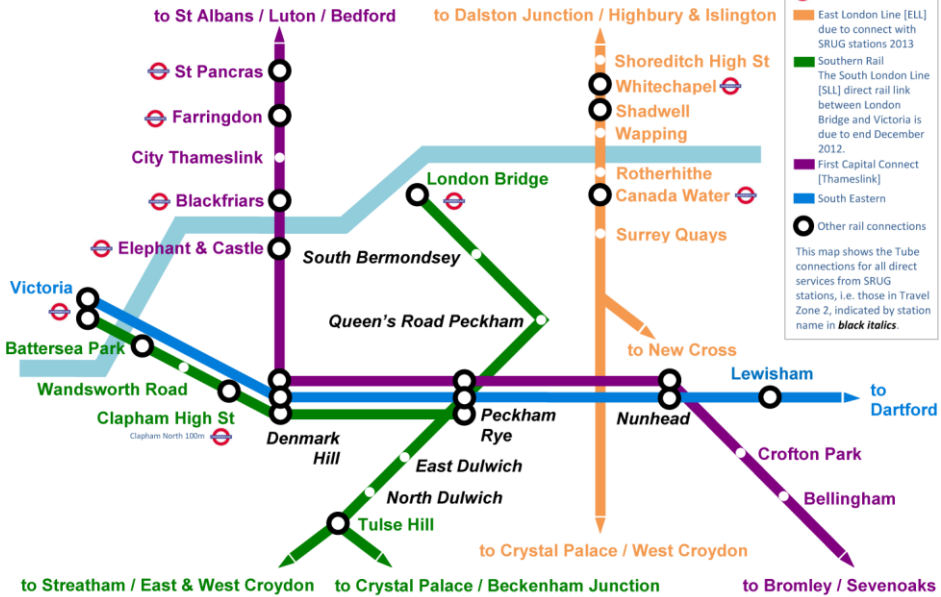 to St Albans / Luton / Bedford
to Dalston Junction / Highbury & Islington
St Pancras
Farringdon
City Thameslink
Blackfriars
Elephant & Castle
London Bridge
South Bermondsey
Queen's Road Peckham
Shoreditch High St
Whitechapel
Shadwell
Wapping
Rotherhithe
Canada Water
Surrey Quays
to New Cross
Victoria
Battersea Park
Wandsworth Road
Clapham High St
Clapham North 100m
Denmark
Hill
Peckham
Rye
Nunhead
Lewisham
to
Dartford
East Dulwich
North Dulwich
Tulse Hill
Crofton Park
Bellingham
to Crystal Palace / West Croydon
to Streatham / East & West Croydon
to Crystal Palace / Beckenham Junction
to Bromley / Sevenoaks
East London Line [ELL]
due to connect with
SRUG stations 2013
Southern Rail
The South London Line
[SLL] direct rail link
between London
Bridge and Victoria is
due to end December
2012.
First Capital Connect
[Thameslink]
South Eastern
Other rail connections
This map shows the Tube
connections for all direct
services from SRUG
stations, i.e. those in Travel
Zone 2, indicated by station
name in black italics.